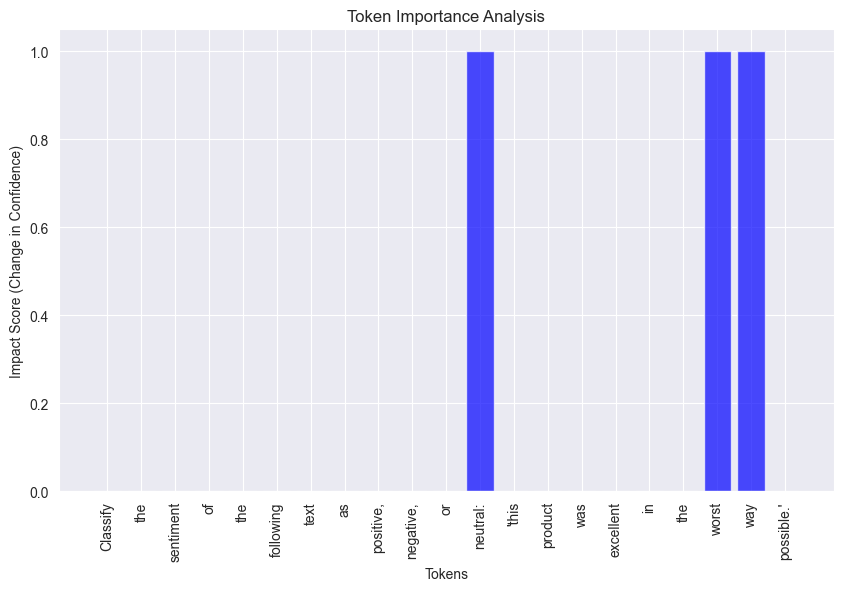 Token Importance Analysis
Impact Score (Change in Confidence)
1.0
0.8
0.6
0.4
0.2
0.0
Classify
the
sentiment
of
the
following
text
as
positive,
negative,
or
neutral:
'this
product
was
excellent
in
the
worst
way
possible.'
Tokens